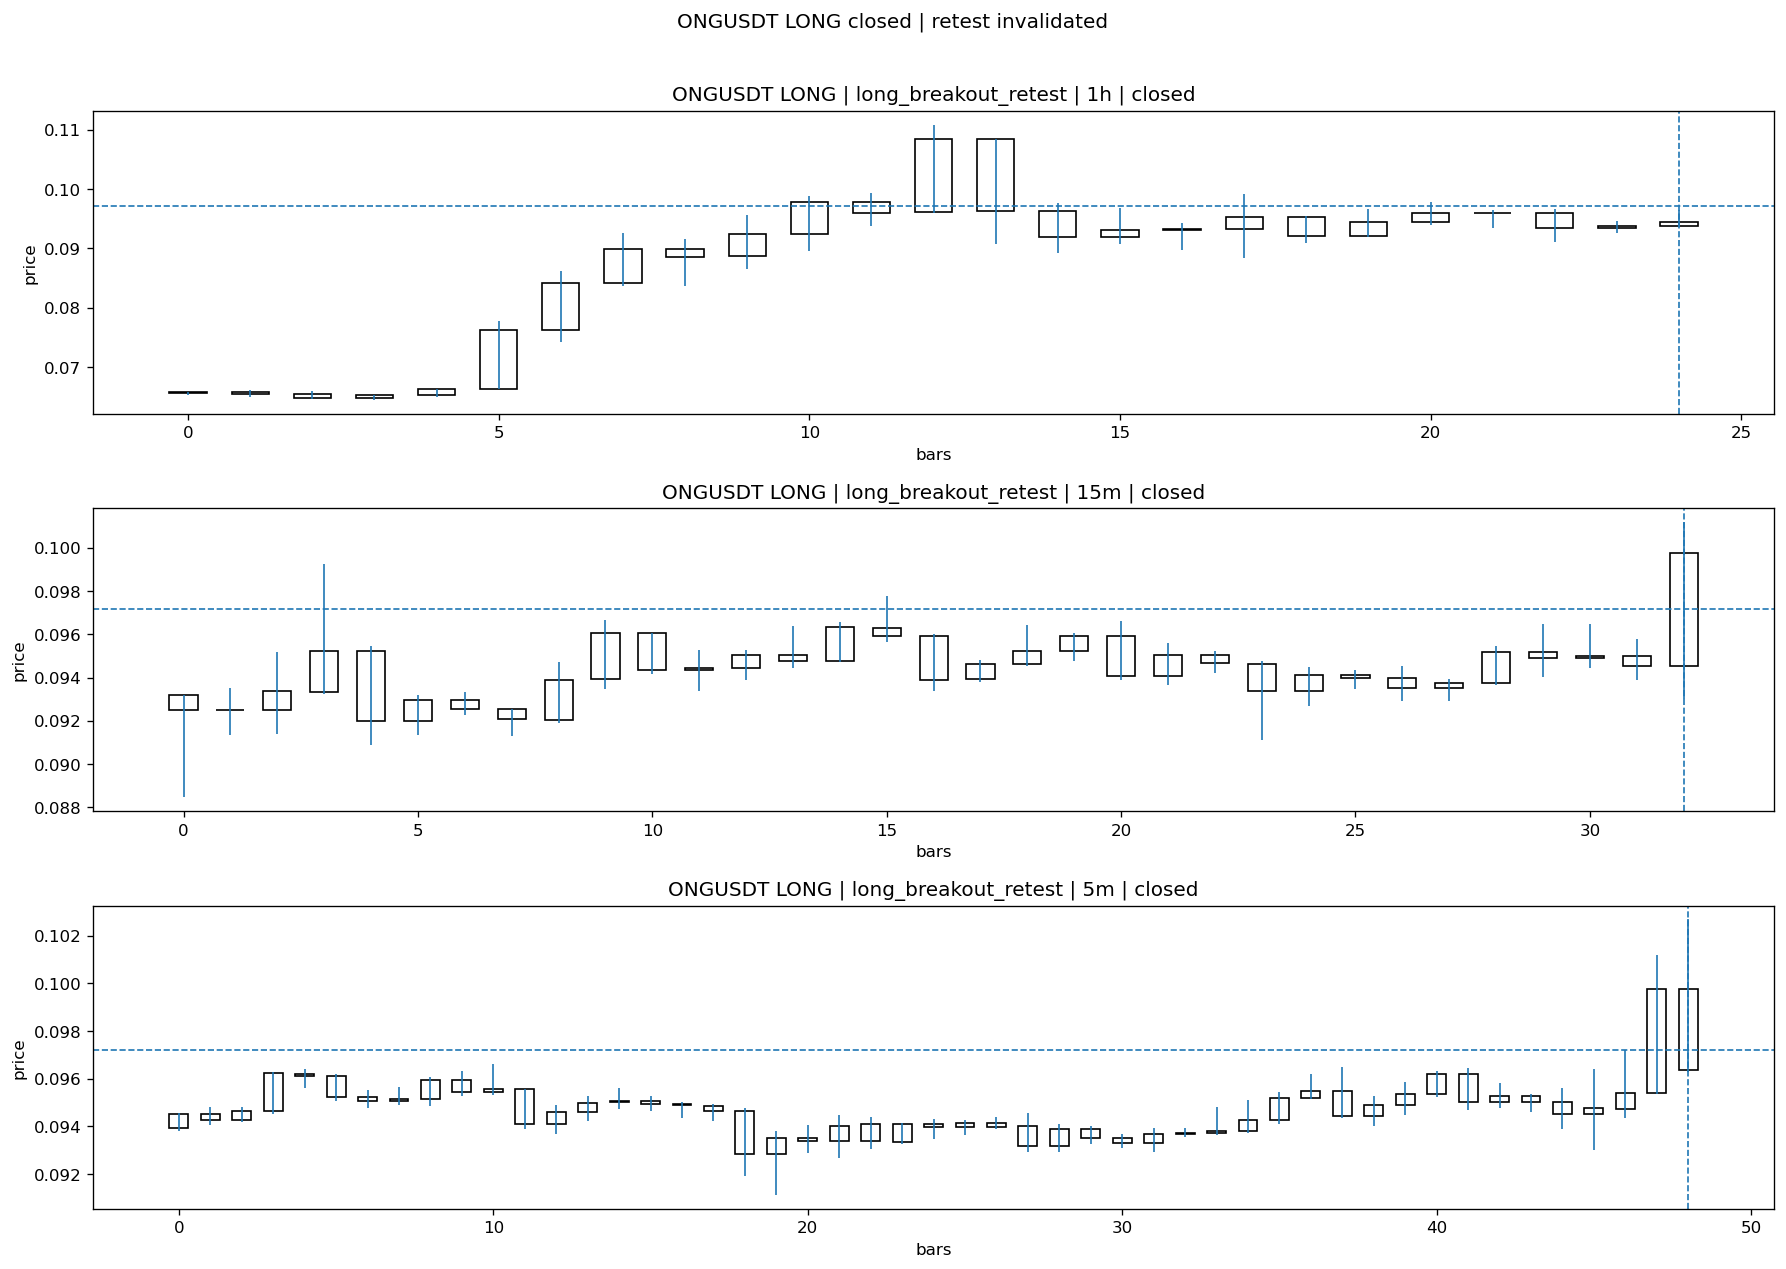 ONGUSDT LONG closed | retest invalidated
ONGUSDT LONG | long_breakout_retest | 1h | closed
0.11
0.10
0.09
0.08
0.07
price
0 5 10 15 20 25
bars
ONGUSDT LONG | long_breakout_retest | 15m | closed
0.100
0.098
0.096
0.094
0.092
0.090
0.088
price
0 5 10 15 20 25 30
bars
ONGUSDT LONG | long_breakout_retest | 5m | closed
0.102
0.100
0.098
0.096
0.094
0.092
price
0 10 20 30 40 50
bars